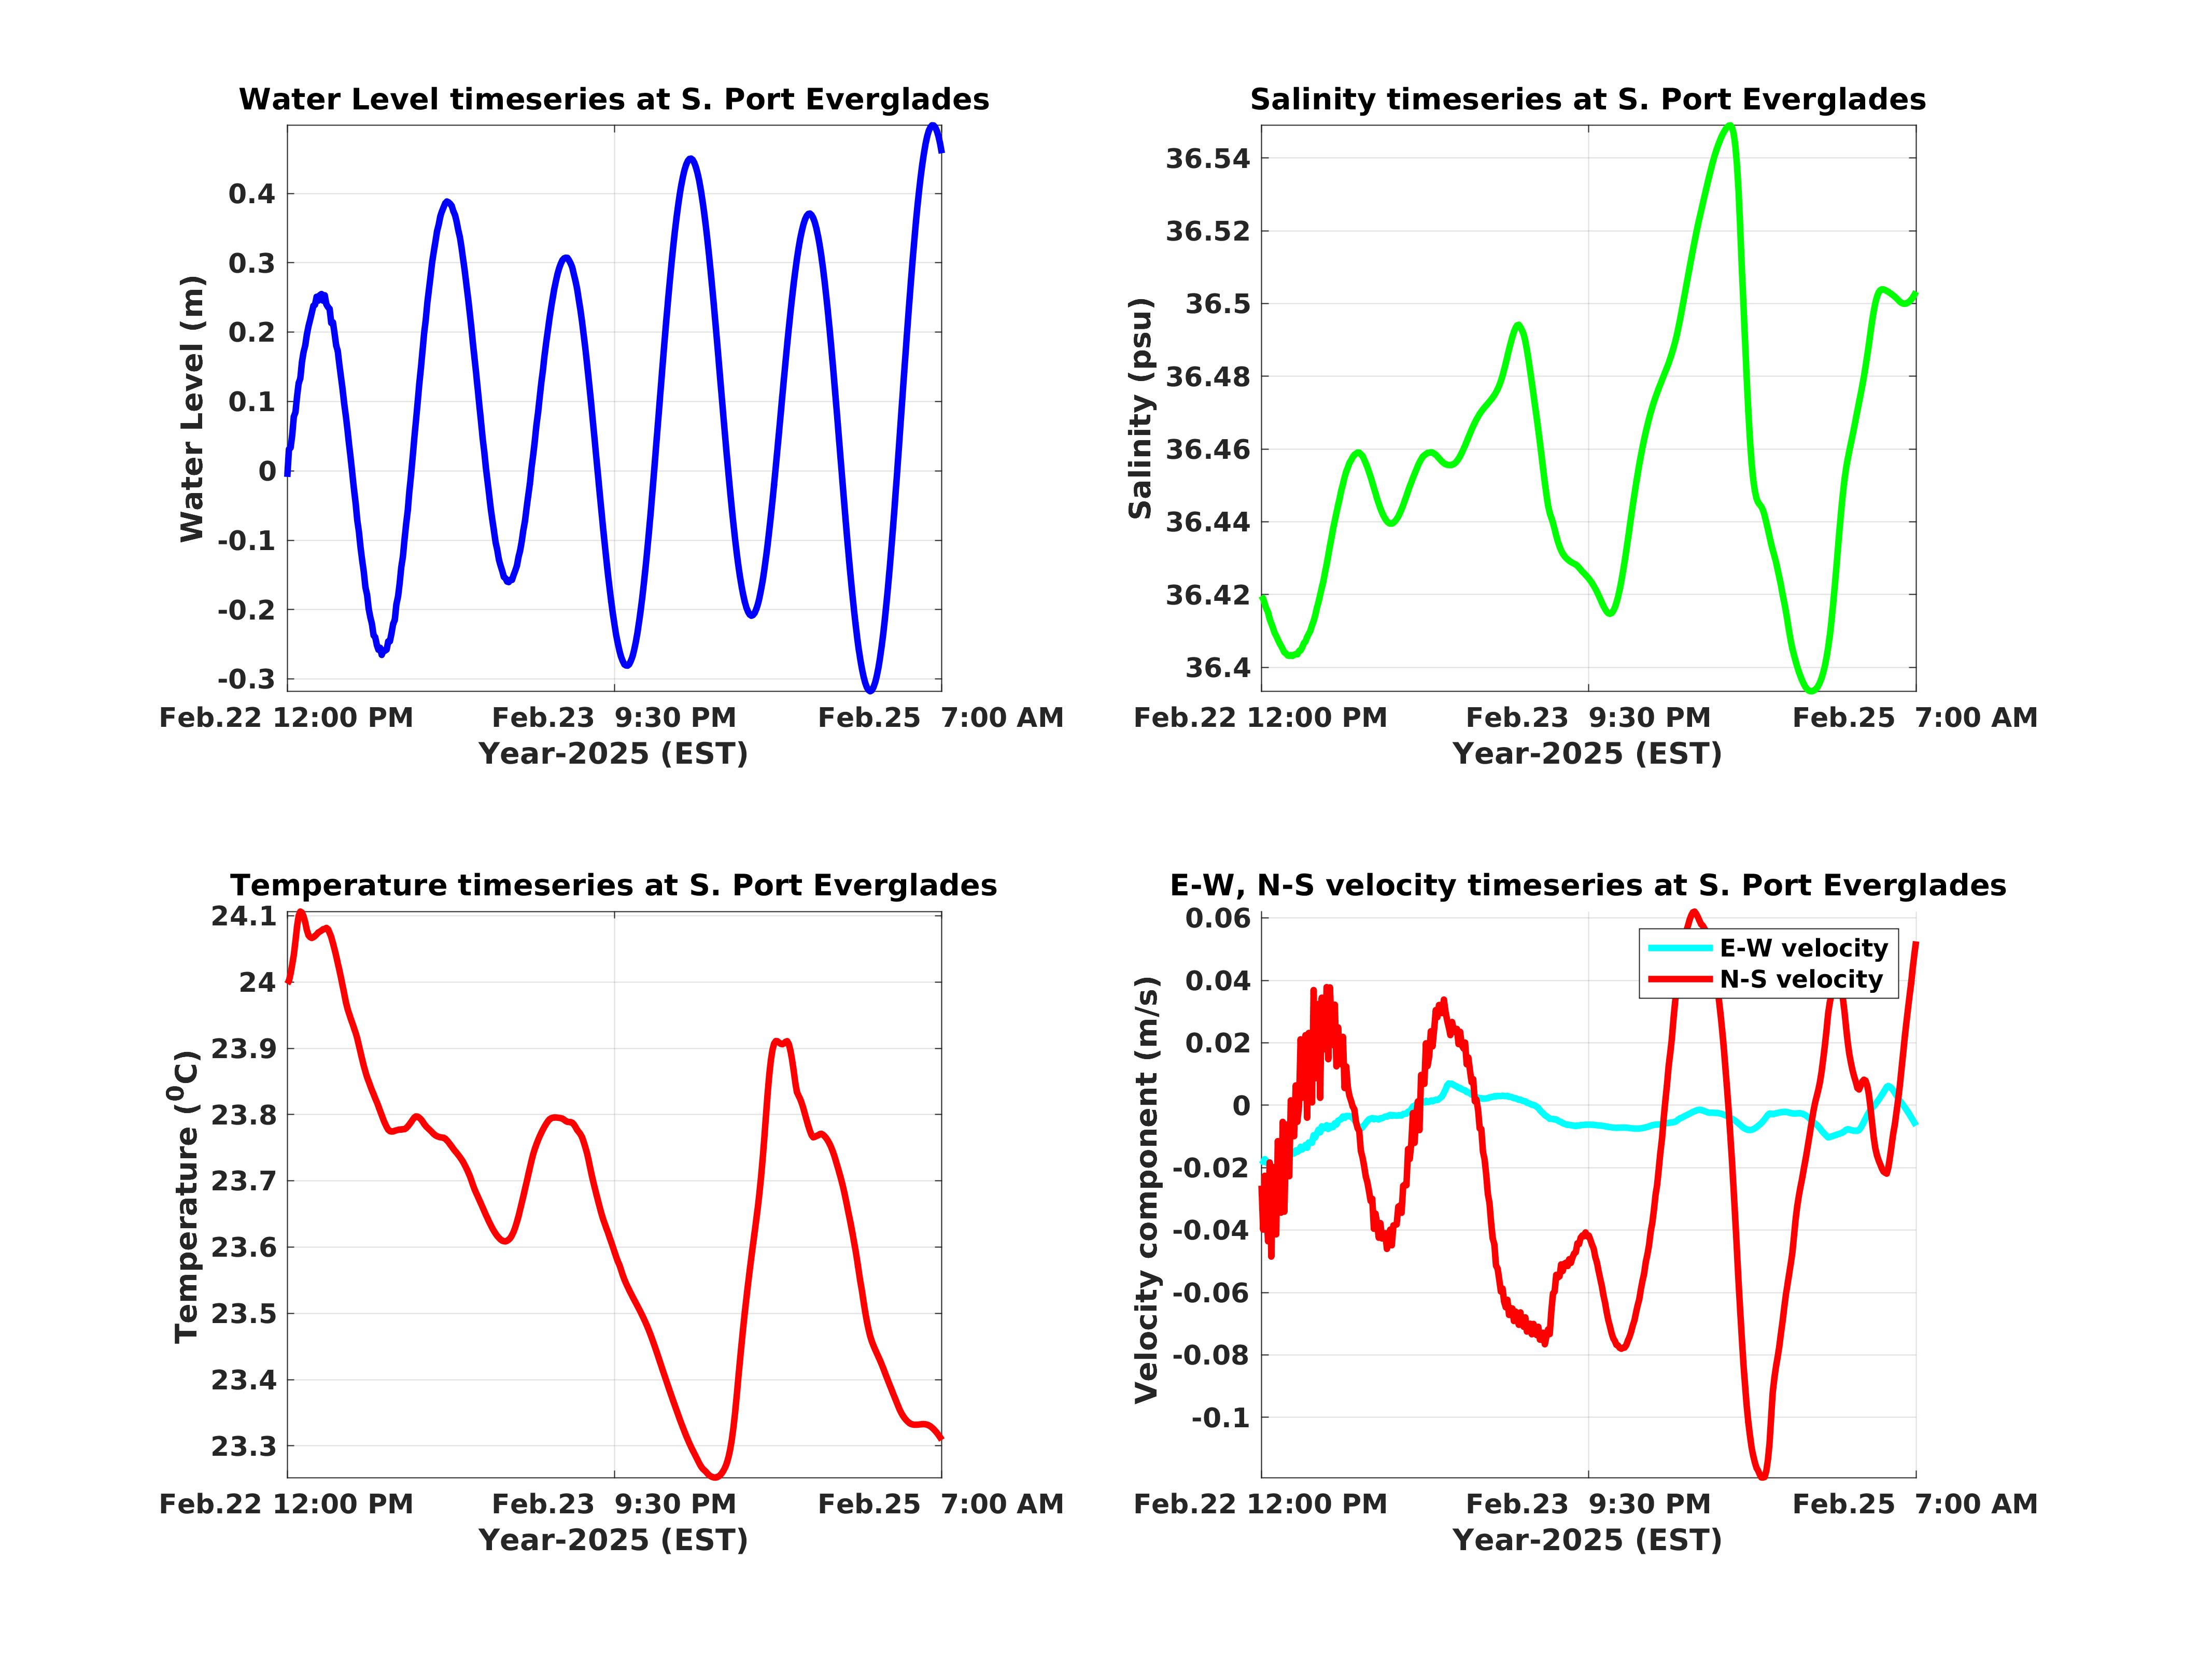 Water Level timeseries at S. Port Everglades
Water Level (m)
0.4
0.3
0.2
0.1
0
-0.1
-0.2
-0.3
Feb.22 12:00 PM
Feb.23 9:30 PM
Feb.25 7:00 AM
Year-2025 (EST)
Salinity timeseries at S. Port Everglades
Salinity (psu)
36.54
36.52
36.5
36.48
36.46
36.44
36.42
36.4
Feb.22 12:00 PM
Feb.23 9:30 PM
Feb.25 7:00 AM
Year-2025 (EST)
Temperature timeseries at S. Port Everglades
Temperature (⁰C)
24.1
24
23.9
23.8
23.7
23.6
23.5
23.4
23.3
Feb.22 12:00 PM
Feb.23 9:30 PM
Feb.25 7:00 AM
Year-2025 (EST)
E-W, N-S velocity timeseries at S. Port Everglades
Velocity component (m/s)
0.06
0.04
0.02
0
-0.02
-0.04
-0.06
-0.08
-0.1
E-W velocity
N-S velocity
Feb.22 12:00 PM
Feb.23 9:30 PM
Feb.25 7:00 AM
Year-2025 (EST)